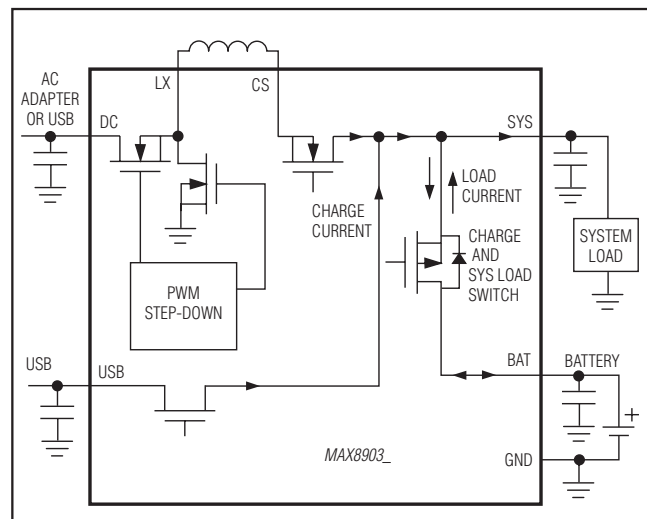 AC
ADAPTER
OR USB
LX
CS
DC
SYS
LOAD
CURRENT
CHARGE
CURRENT
CHARGE
AND
SYS LOAD
SWITCH
SYSTEM
LOAD
PWM
STEP-DOWN
USB
USB
BAT
BATTERY
+
MAX8903_
GND